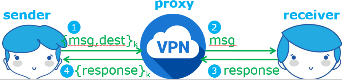 proxy
sender
receiver
1
{msg,dest}k
VPN
2
msg
4
{response}k
3
response